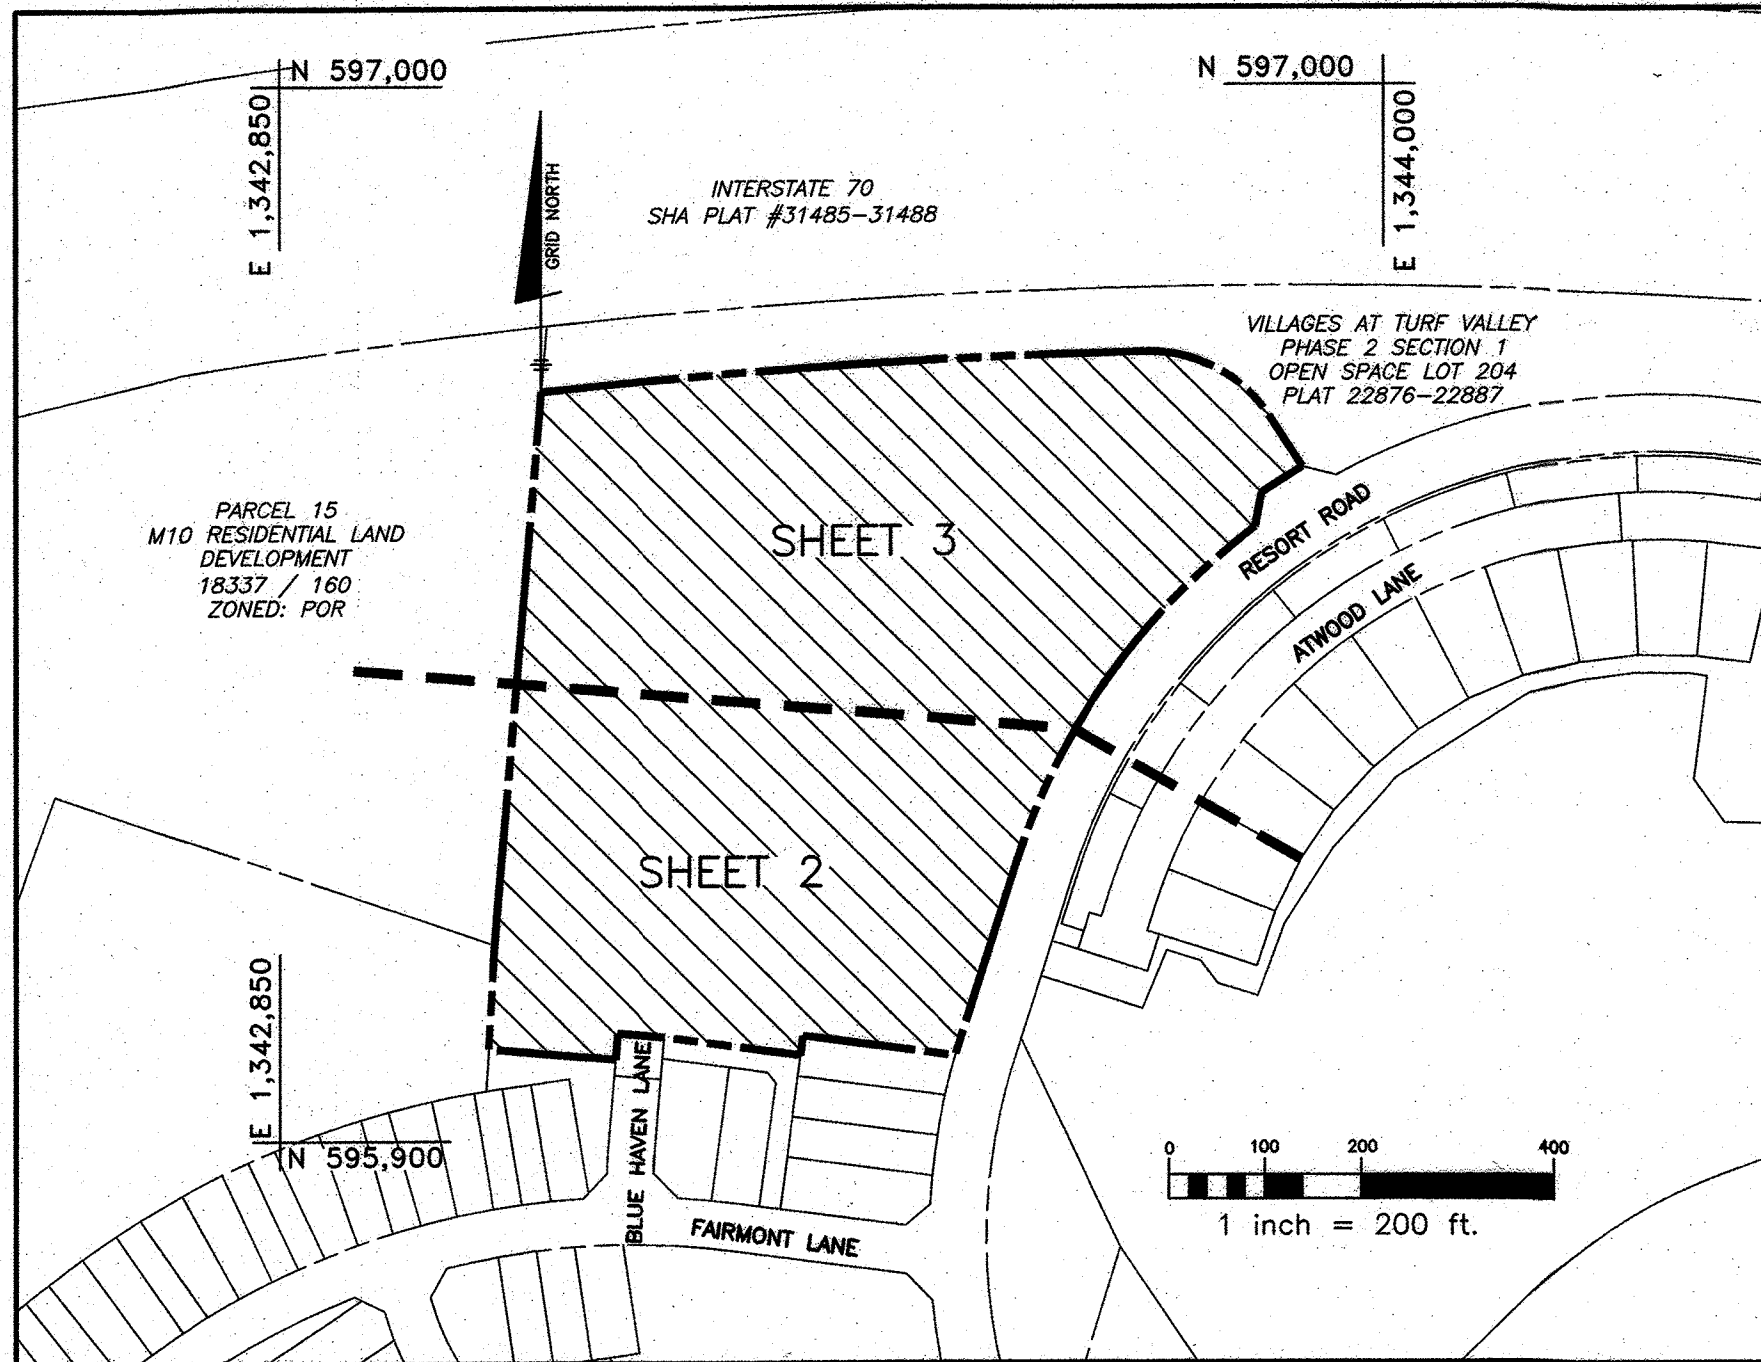 N 597,000
N 597,000
E 1,342,850
E 1,344,000
GRID NORTH
INTERSTATE 70
SHA PLAT #31485-31488
VILLAGES AT TURF VALLEY
PHASE 2 SECTION 1
OPEN SPACE LOT 204
PLAT 22876-22887
PARCEL 15
M10 RESIDENTIAL LAND
DEVELOPMENT
18337 / 160
ZONED: POR
SHEET 3
RESORT ROAD
ATWOOD LANE
SHEET 2
E 1,342,850
N 595,900
BLUE HAVEN LANE
FAIRMONT LANE
0 100 200 400
1 inch = 200 ft.